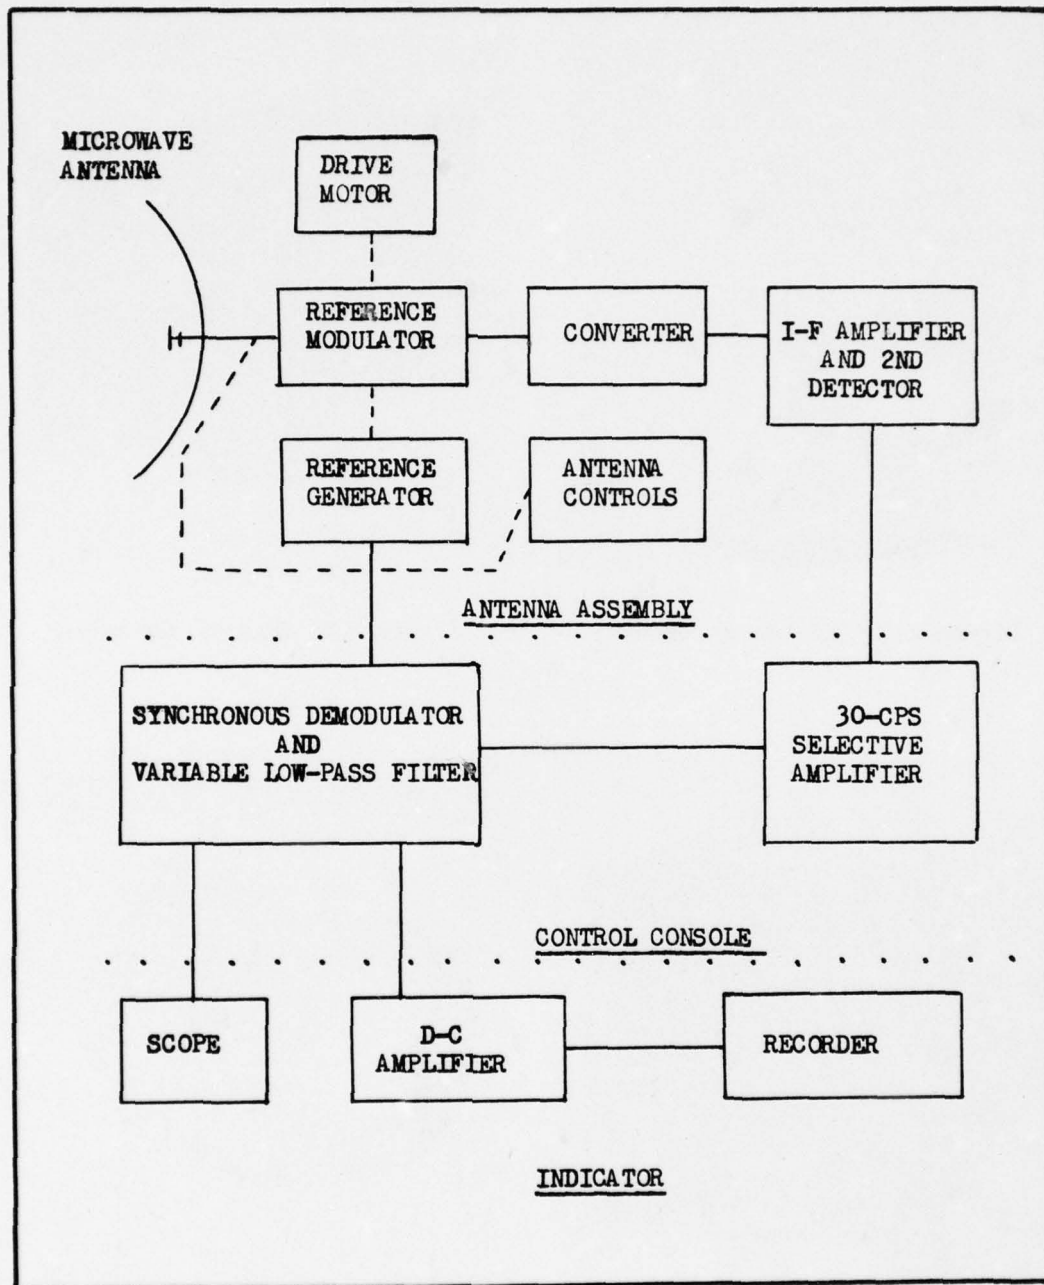 MICROWAVE
ANTENNA
DRIVE
MOTOR
REFERENCE
MODULATOR
CONVERTER
I-F AMPLIFIER
AND 2ND
DETECTOR
REFERENCE
GENERATOR
ANTENNA
CONTROLS
ANTENNA ASSEMBLY
SYNCHRONOUS DEMODULATOR
AND
VARIABLE LOW-PASS FILTER
30-CPS
SELECTIVE
AMPLIFIER
CONTROL CONSOLE
SCOPE
D-C
AMPLIFIER
RECORDER
INDICATOR